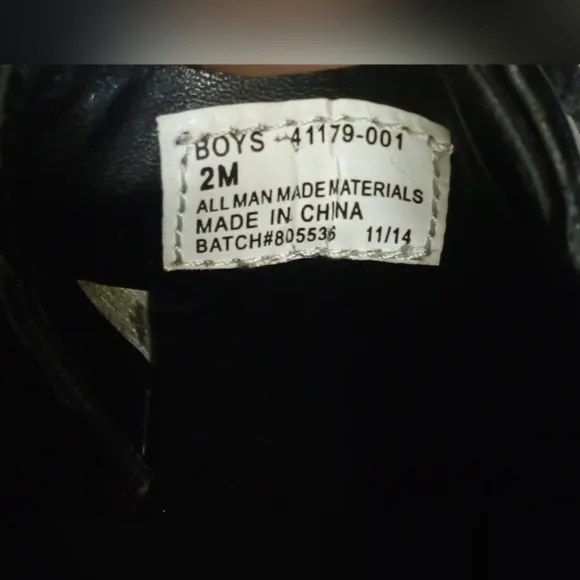 BOYS 41179-001
2M
ALL MAN MADE MATERIALS
MADE IN CHINA
BATCH#805536 11/14